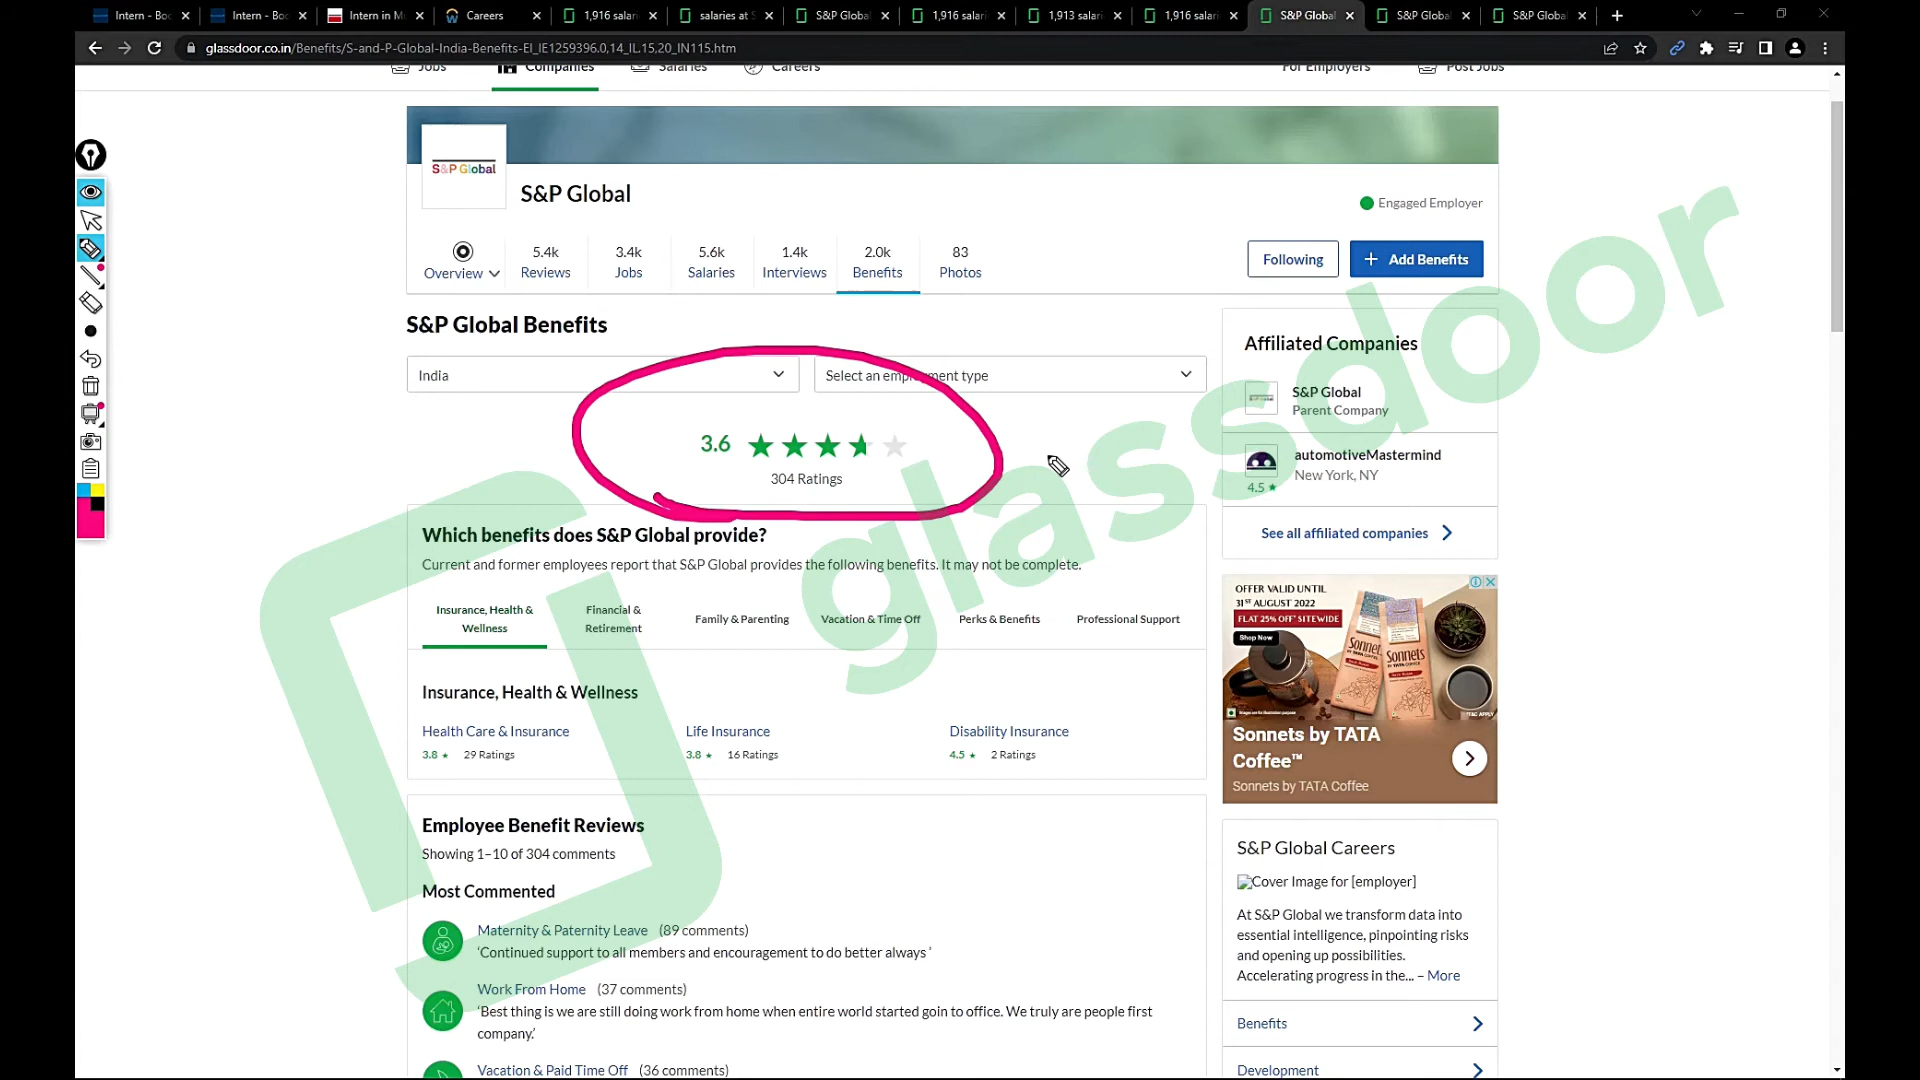 Intern - Boo
Intern - Boo
Intern in M
Careers
1,916 salari
salaries at S
S&P Global
1,916 salari
1,913 salari
1,916 salari
S&P Global
S&P Global
S&P Global
glassdoor.co.in/Benefits/S-and-P-Global-India-Benefits-EI_IE1259396.0,14_IL.15,20_IN115.htm
Jobs Companies Salaries Careers For Employers Post Jobs
S&P Global
S&P Global
Engaged Employer
5.4k 3.4k 5.6k 1.4k 2.0k 83
Overview Reviews Jobs Salaries Interviews Benefits Photos
Following
+ Add Benefits
S&P Global Benefits
India
Select an employment type
3.6
304 Ratings
Which benefits does S&P Global provide?
Current and former employees report that S&P Global provides the following benefits. It may not be complete.
Insurance, Health &
Wellness
Financial &
Retirement
Family & Parenting
Vacation & Time Off
Perks & Benefits
Professional Support
Insurance, Health & Wellness
Health Care & Insurance
3.8 ★ 29 Ratings
Life Insurance
3.8 ★ 16 Ratings
Disability Insurance
4.5 ★ 2 Ratings
Employee Benefit Reviews
Showing 1–10 of 304 comments
Most Commented
Maternity & Paternity Leave (89 comments)
‘Continued support to all members and encouragement to do better always ’
Work From Home (37 comments)
‘Best thing is we are still doing work from home when entire world started goin to office. We truly are people first
company.’
Vacation & Paid Time Off (36 comments)
Affiliated Companies
S&P Global
Parent Company
automotiveMastermind
New York, NY
4.5 ★
See all affiliated companies
OFFER VALID UNTIL
31ST AUGUST 2022
FLAT 25% OFF* SITEWIDE
Shop Now
Sonnets
Sonnets
Sonnets by TATA
Coffee™
Sonnets by TATA Coffee
S&P Global Careers
Cover Image for [employer]
At S&P Global we transform data into
essential intelligence, pinpointing risks
and opening up possibilities.
Accelerating progress in the... – More
Benefits
Development
glassdoor